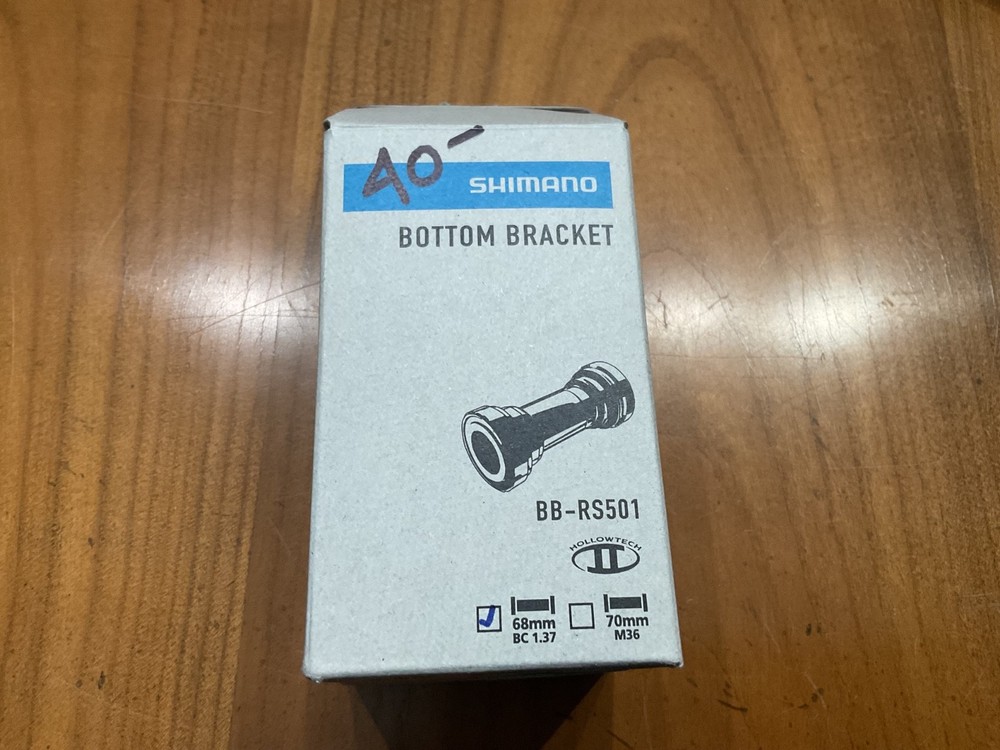 40-
SHIMANO
BOTTOM BRACKET
BB-RS501
HOLLOWTECH
II
68mm 70mm
BC 1.37 M36